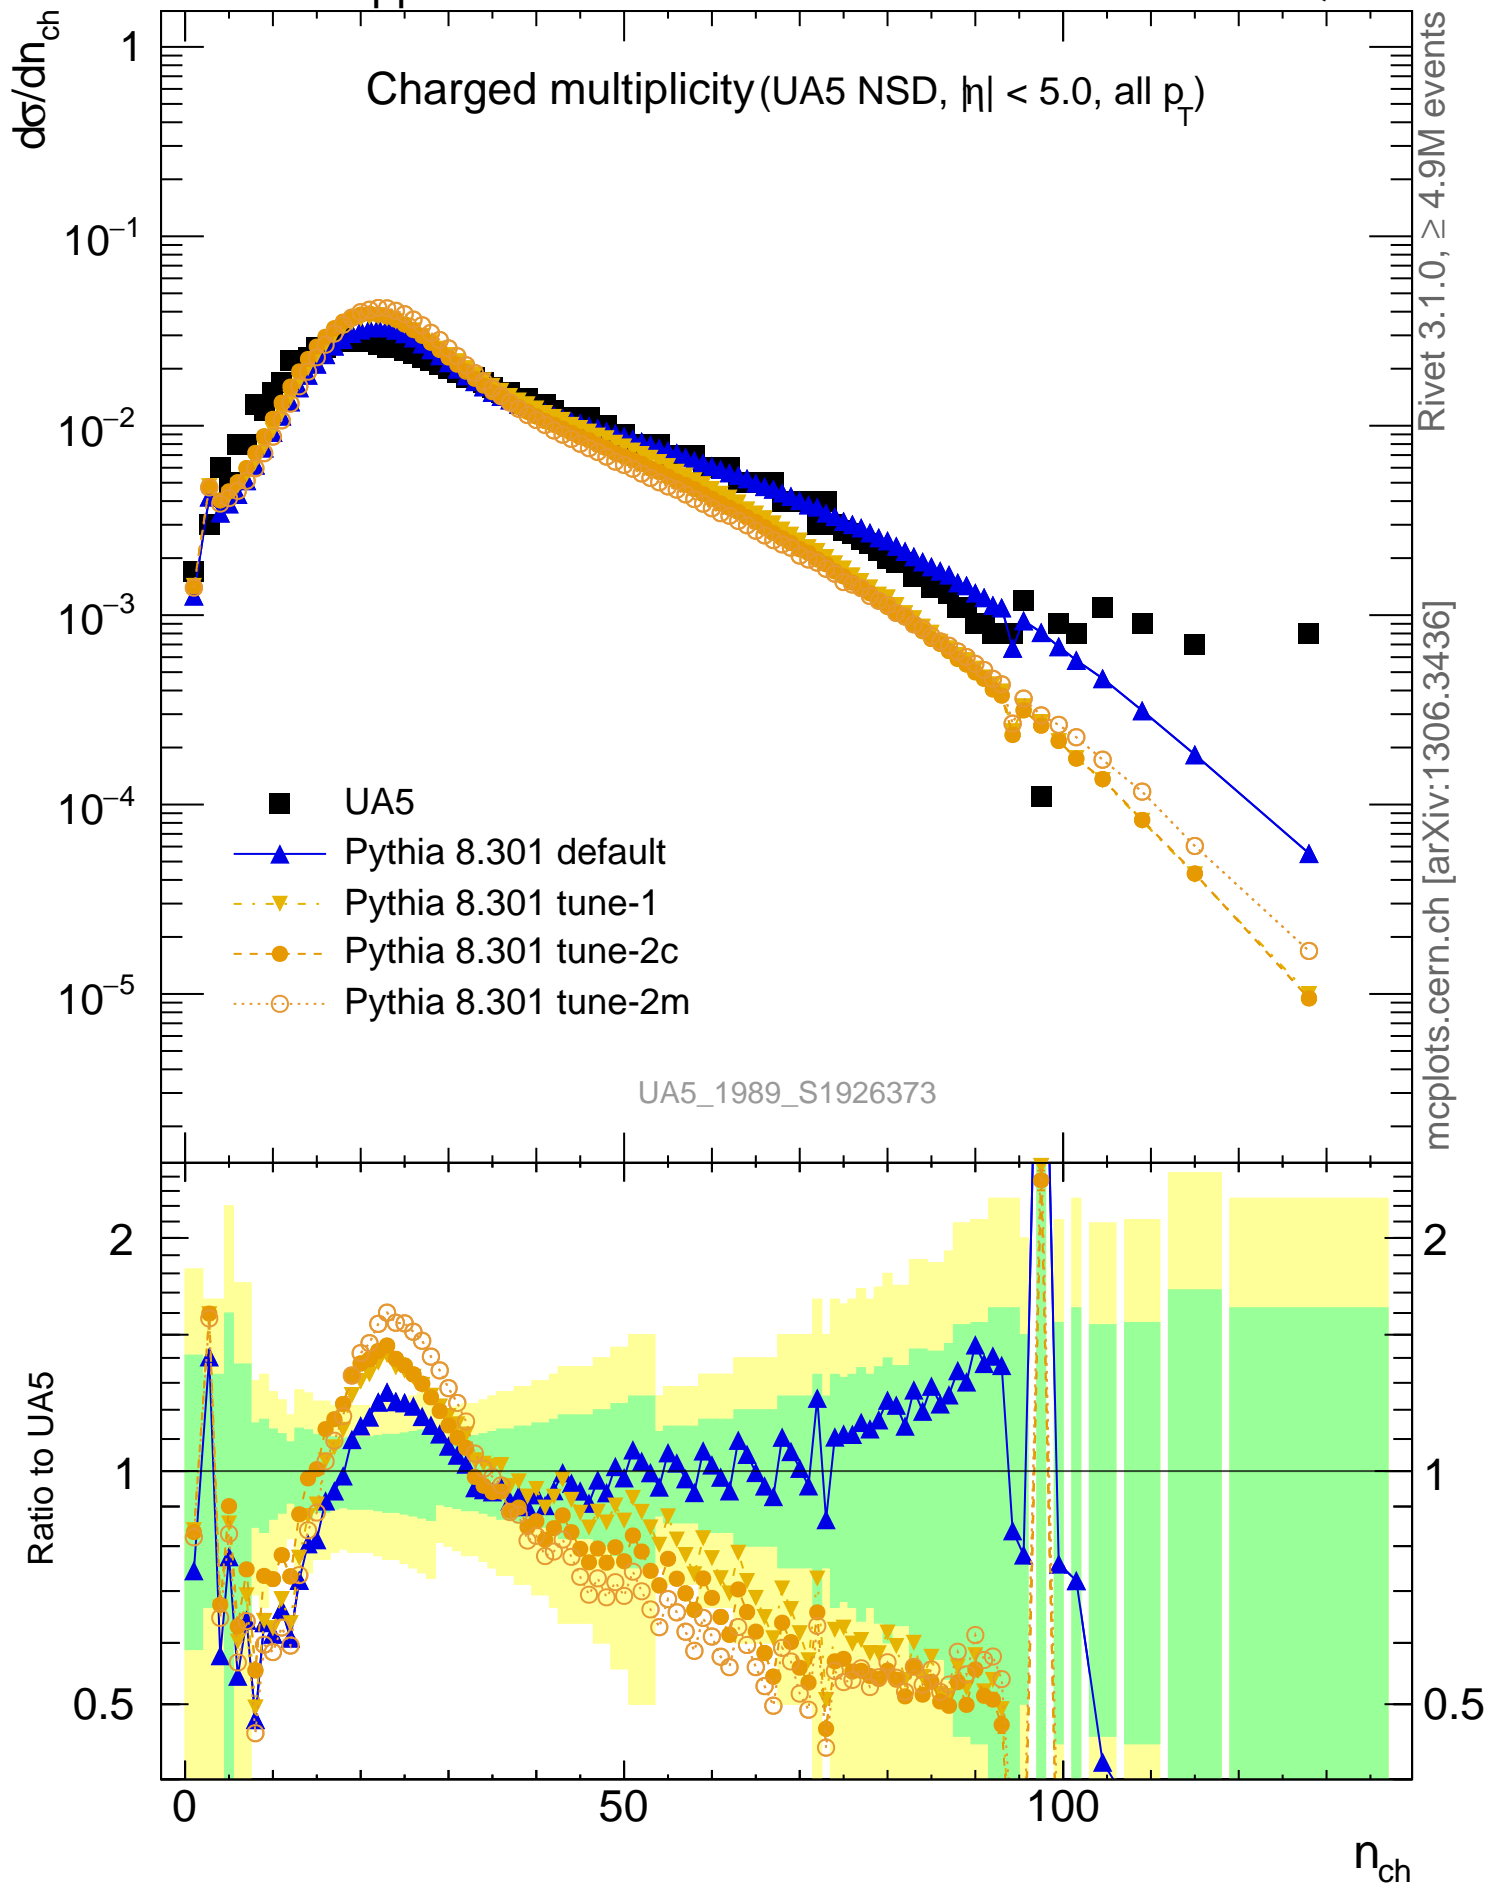 dσ/dn_ch
Charged multiplicity (UA5 NSD, |η| < 5.0, all p_T)
1
10⁻¹
10⁻²
10⁻³
10⁻⁴
10⁻⁵
UA5
Pythia 8.301 default
Pythia 8.301 tune-1
Pythia 8.301 tune-2c
Pythia 8.301 tune-2m
UA5_1989_S1926373
Rivet 3.1.0, ≥ 4.9M events
mcplots.cern.ch [arXiv:1306.3436]
Ratio to UA5
2
1
0.5
2
1
0.5
0
50
100
n_ch